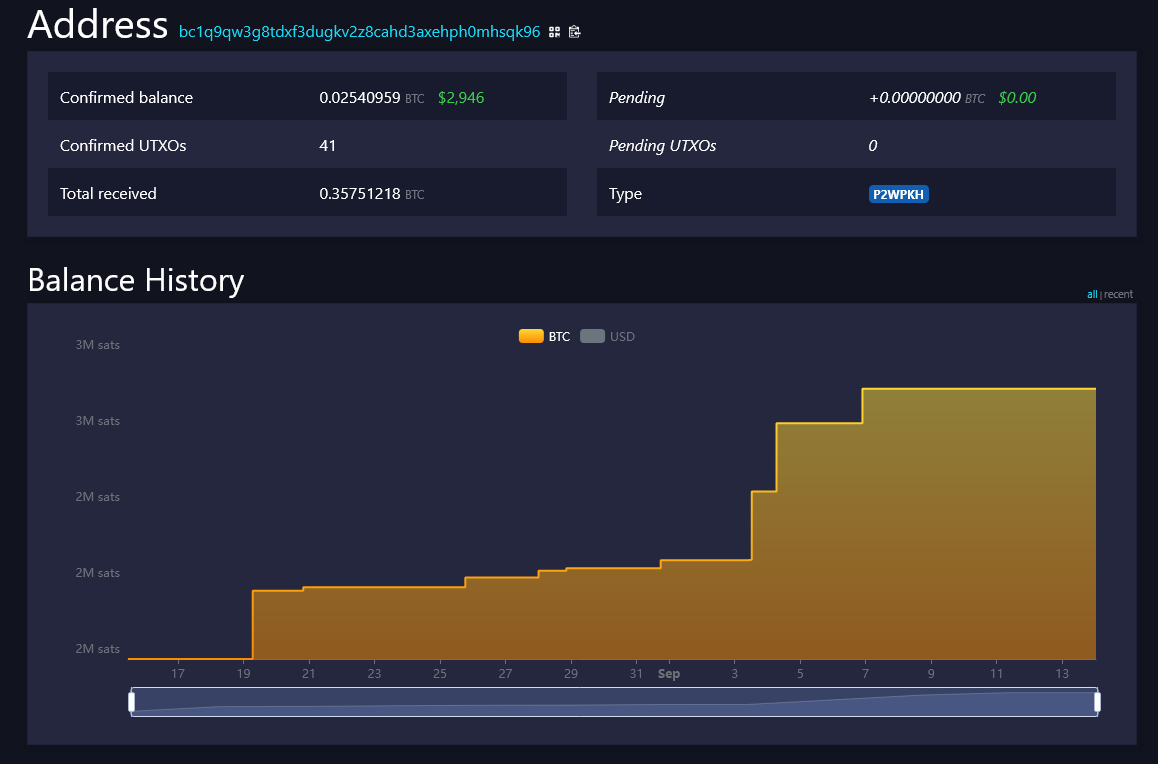 Address bc1q9qw3g8tdxf3dugkv2z8cahd3axehph0mhsqk96
Confirmed balance 0.02540959 BTC $2,946
Pending +0.00000000 BTC $0.00
Confirmed UTXOs 41
Pending UTXOs 0
Total received 0.35751218 BTC
Type P2WPKH
Balance History
all | recent
BTC USD
3M sats
3M sats
2M sats
2M sats
2M sats
17 19 21 23 25 27 29 31 Sep 3 5 7 9 11 13